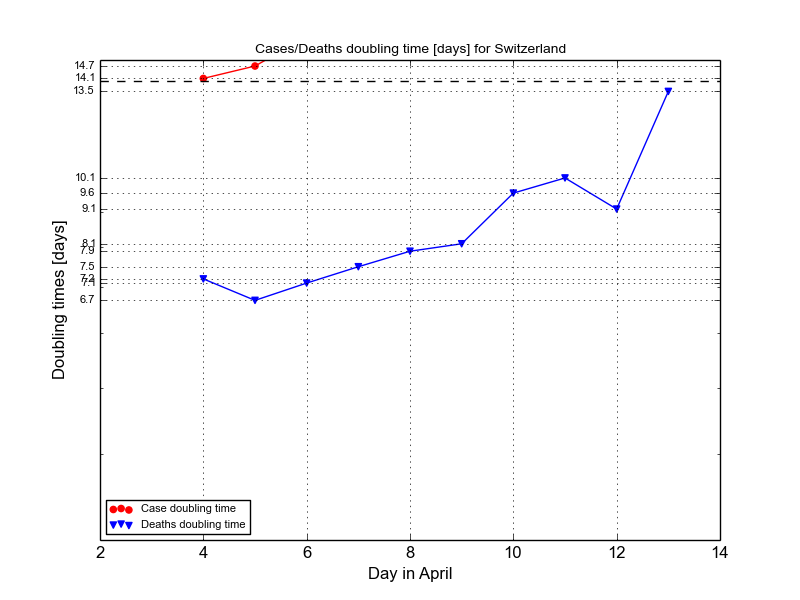 Cases/Deaths doubling time [days] for Switzerland
14.7
14.1
13.5
10.1
9.6
9.1
8.1
7.9
7.5
7.2
7.1
6.7
Doubling times [days]
Case doubling time
Deaths doubling time
2 4 6 8 10 12 14
Day in April